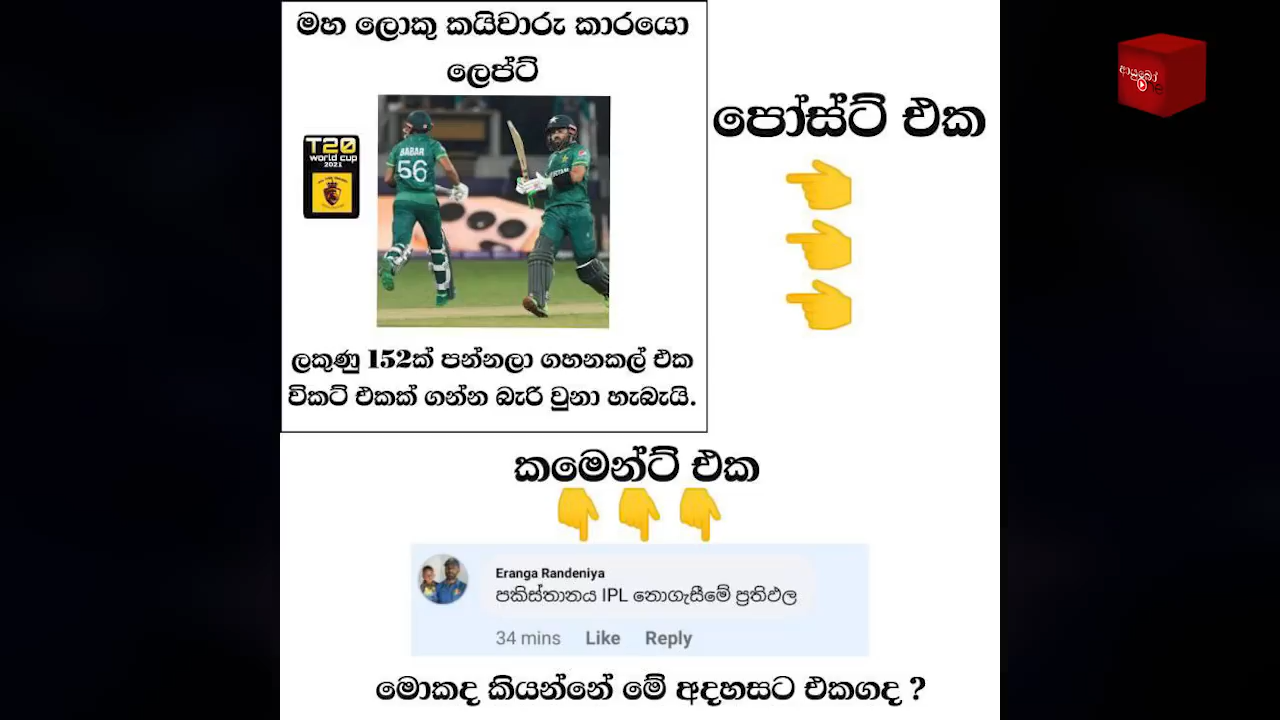 මහ ලොකු කයිවාරු කාරයො
ලෙප්ට්
BABAR
56
T20
world cup
2021
ලකුණු 152ක් පන්නලා ගහනකල් එක
විකට් එකක් ගන්න බැරි වුනා හැබැයි.
පෝස්ට් එක
කමෙන්ට් එක
Eranga Randeniya
පකිස්තානය IPL නොගැසීමේ ප්‍රතිඵල
34 mins Like Reply
මොකද කියන්නේ මේ අදහසට එකගද ?